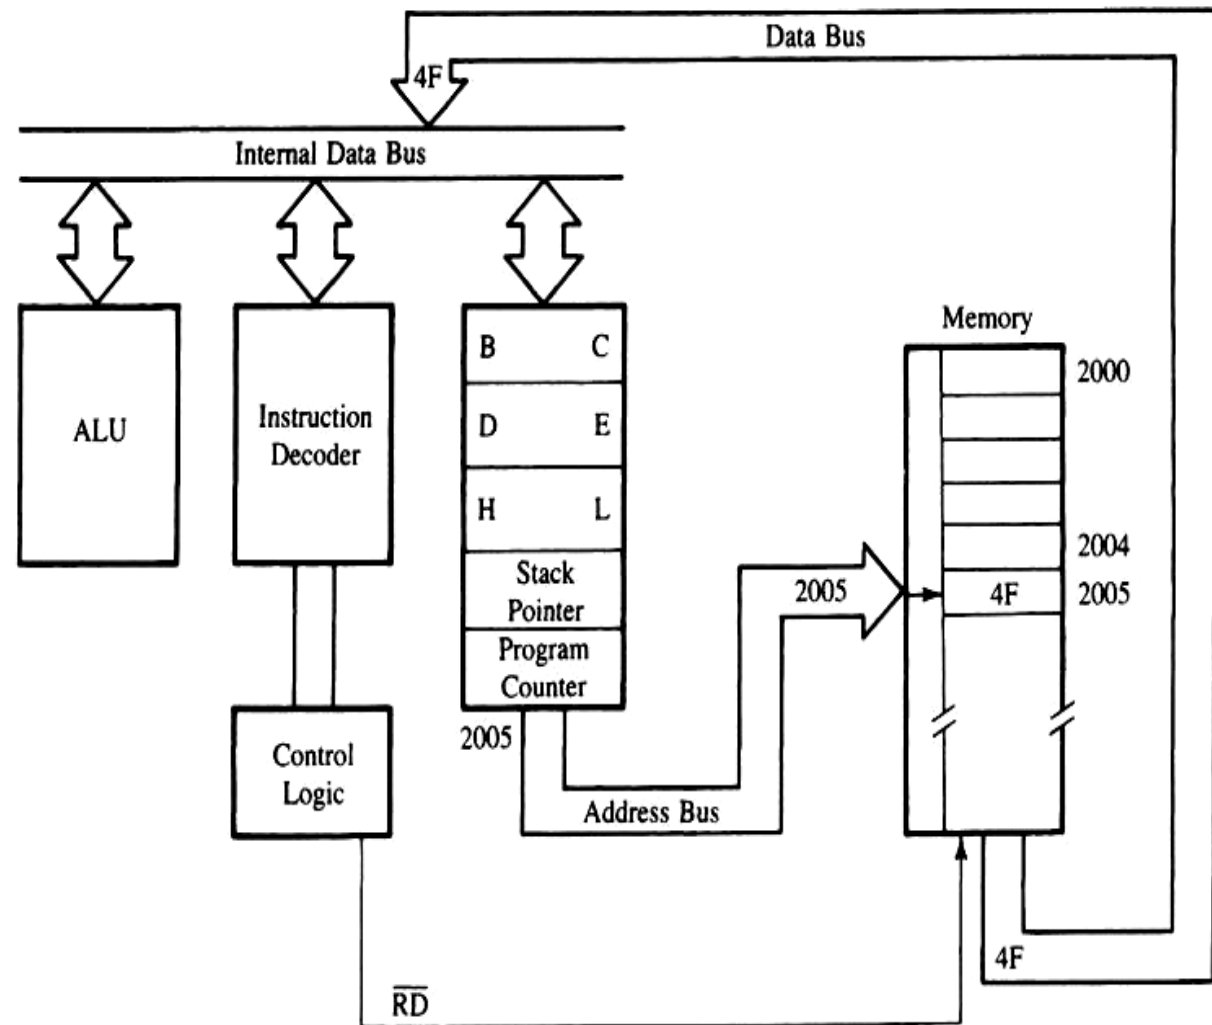 Data Bus
4F
Internal Data Bus
ALU
Instruction
Decoder
B C
D E
H L
Stack
Pointer
Program
Counter
2005
Control
Logic
Address Bus
2005
Memory
2000
2004
4F 2005
4F
RD